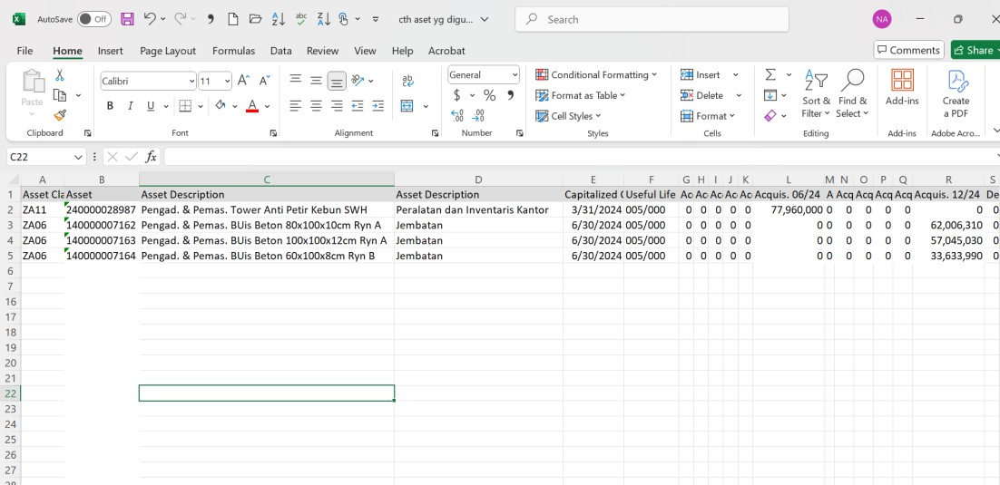 AutoSave Off cth aset yg digu... Search NA
File Home Insert Page Layout Formulas Data Review View Help Acrobat Comments Share
Paste Calibri 11 General Conditional Formatting Insert Sort & Filter Find & Select Add-ins Create a PDF
B I U $ % Format as Table Delete
Cell Styles Format
Clipboard Font Alignment Number Styles Cells Editing Add-ins Adobe Acro...
C22 fx
A B C D E F G H I J K L M N O P Q R S
1 Asset Cla Asset Asset Description Asset Description Capitalized ( Useful Life Ac Ac Ac Ac Ac Acquis. 06/24 A Acq Acq Acq Acq Acquis. 12/24 De
2 ZA11 240000028987 Pengad. & Pemas. Tower Anti Petir Kebun SWH Peralatan dan Inventaris Kantor 3/31/2024 005/000 0 0 0 0 0 77,960,000 0 0 0 0 0 0 0
3 ZA06 140000007162 Pengad. & Pemas. BUis Beton 80x100x10cm Ryn A Jembatan 6/30/2024 005/000 0 0 0 0 0 0 0 0 0 0 0 62,006,310 0
4 ZA06 140000007163 Pengad. & Pemas. BUis Beton 100x100x12cm Ryn A Jembatan 6/30/2024 005/000 0 0 0 0 0 0 0 0 0 0 0 57,045,030 0
5 ZA06 140000007164 Pengad. & Pemas. BUis Beton 60x100x8cm Ryn B Jembatan 6/30/2024 005/000 0 0 0 0 0 0 0 0 0 0 0 33,633,990 0
6
7
16
17
18
19
20
21
22
23
24
25
26
27
28